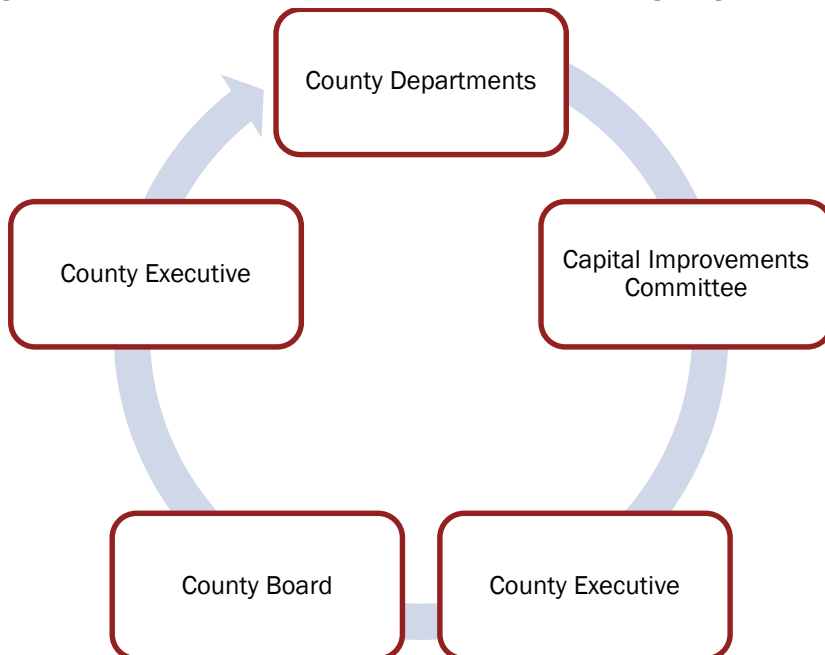 County Departments
Capital Improvements
Committee
County Executive
County Board
County Executive